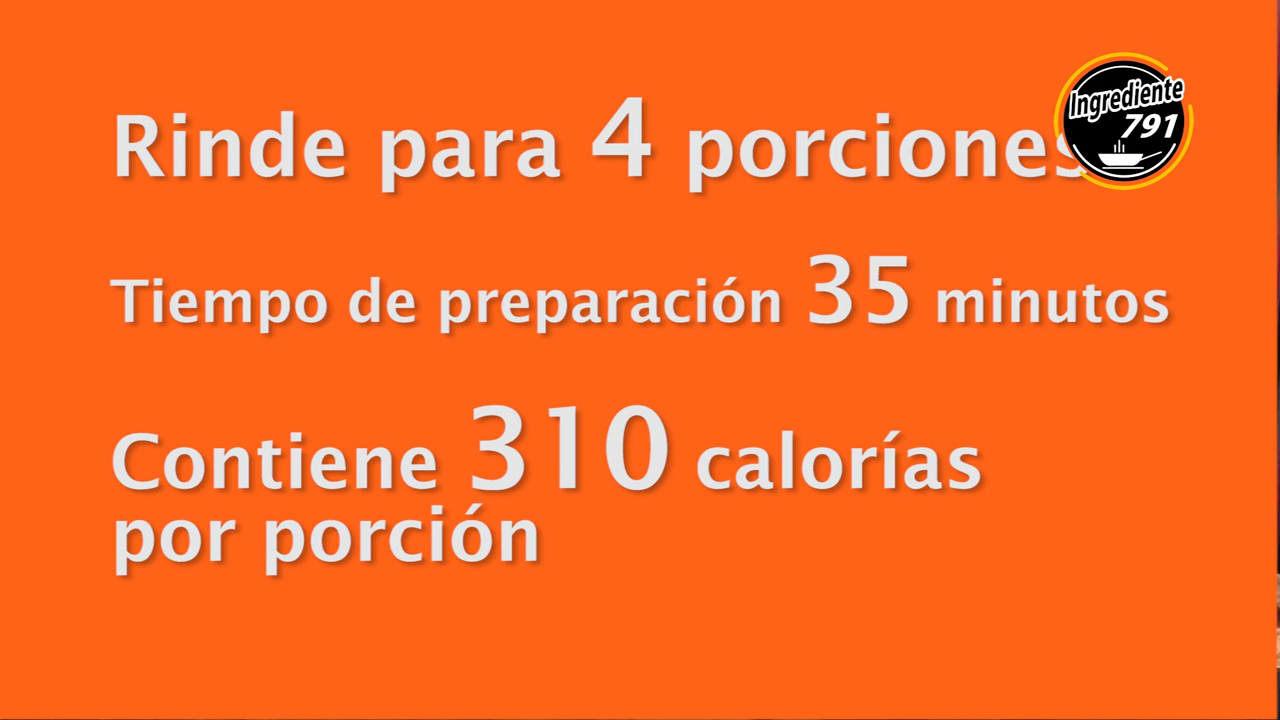 Rinde para 4 porciones
Ingrediente
791
Tiempo de preparación 35 minutos
Contiene 310 calorías
por porción